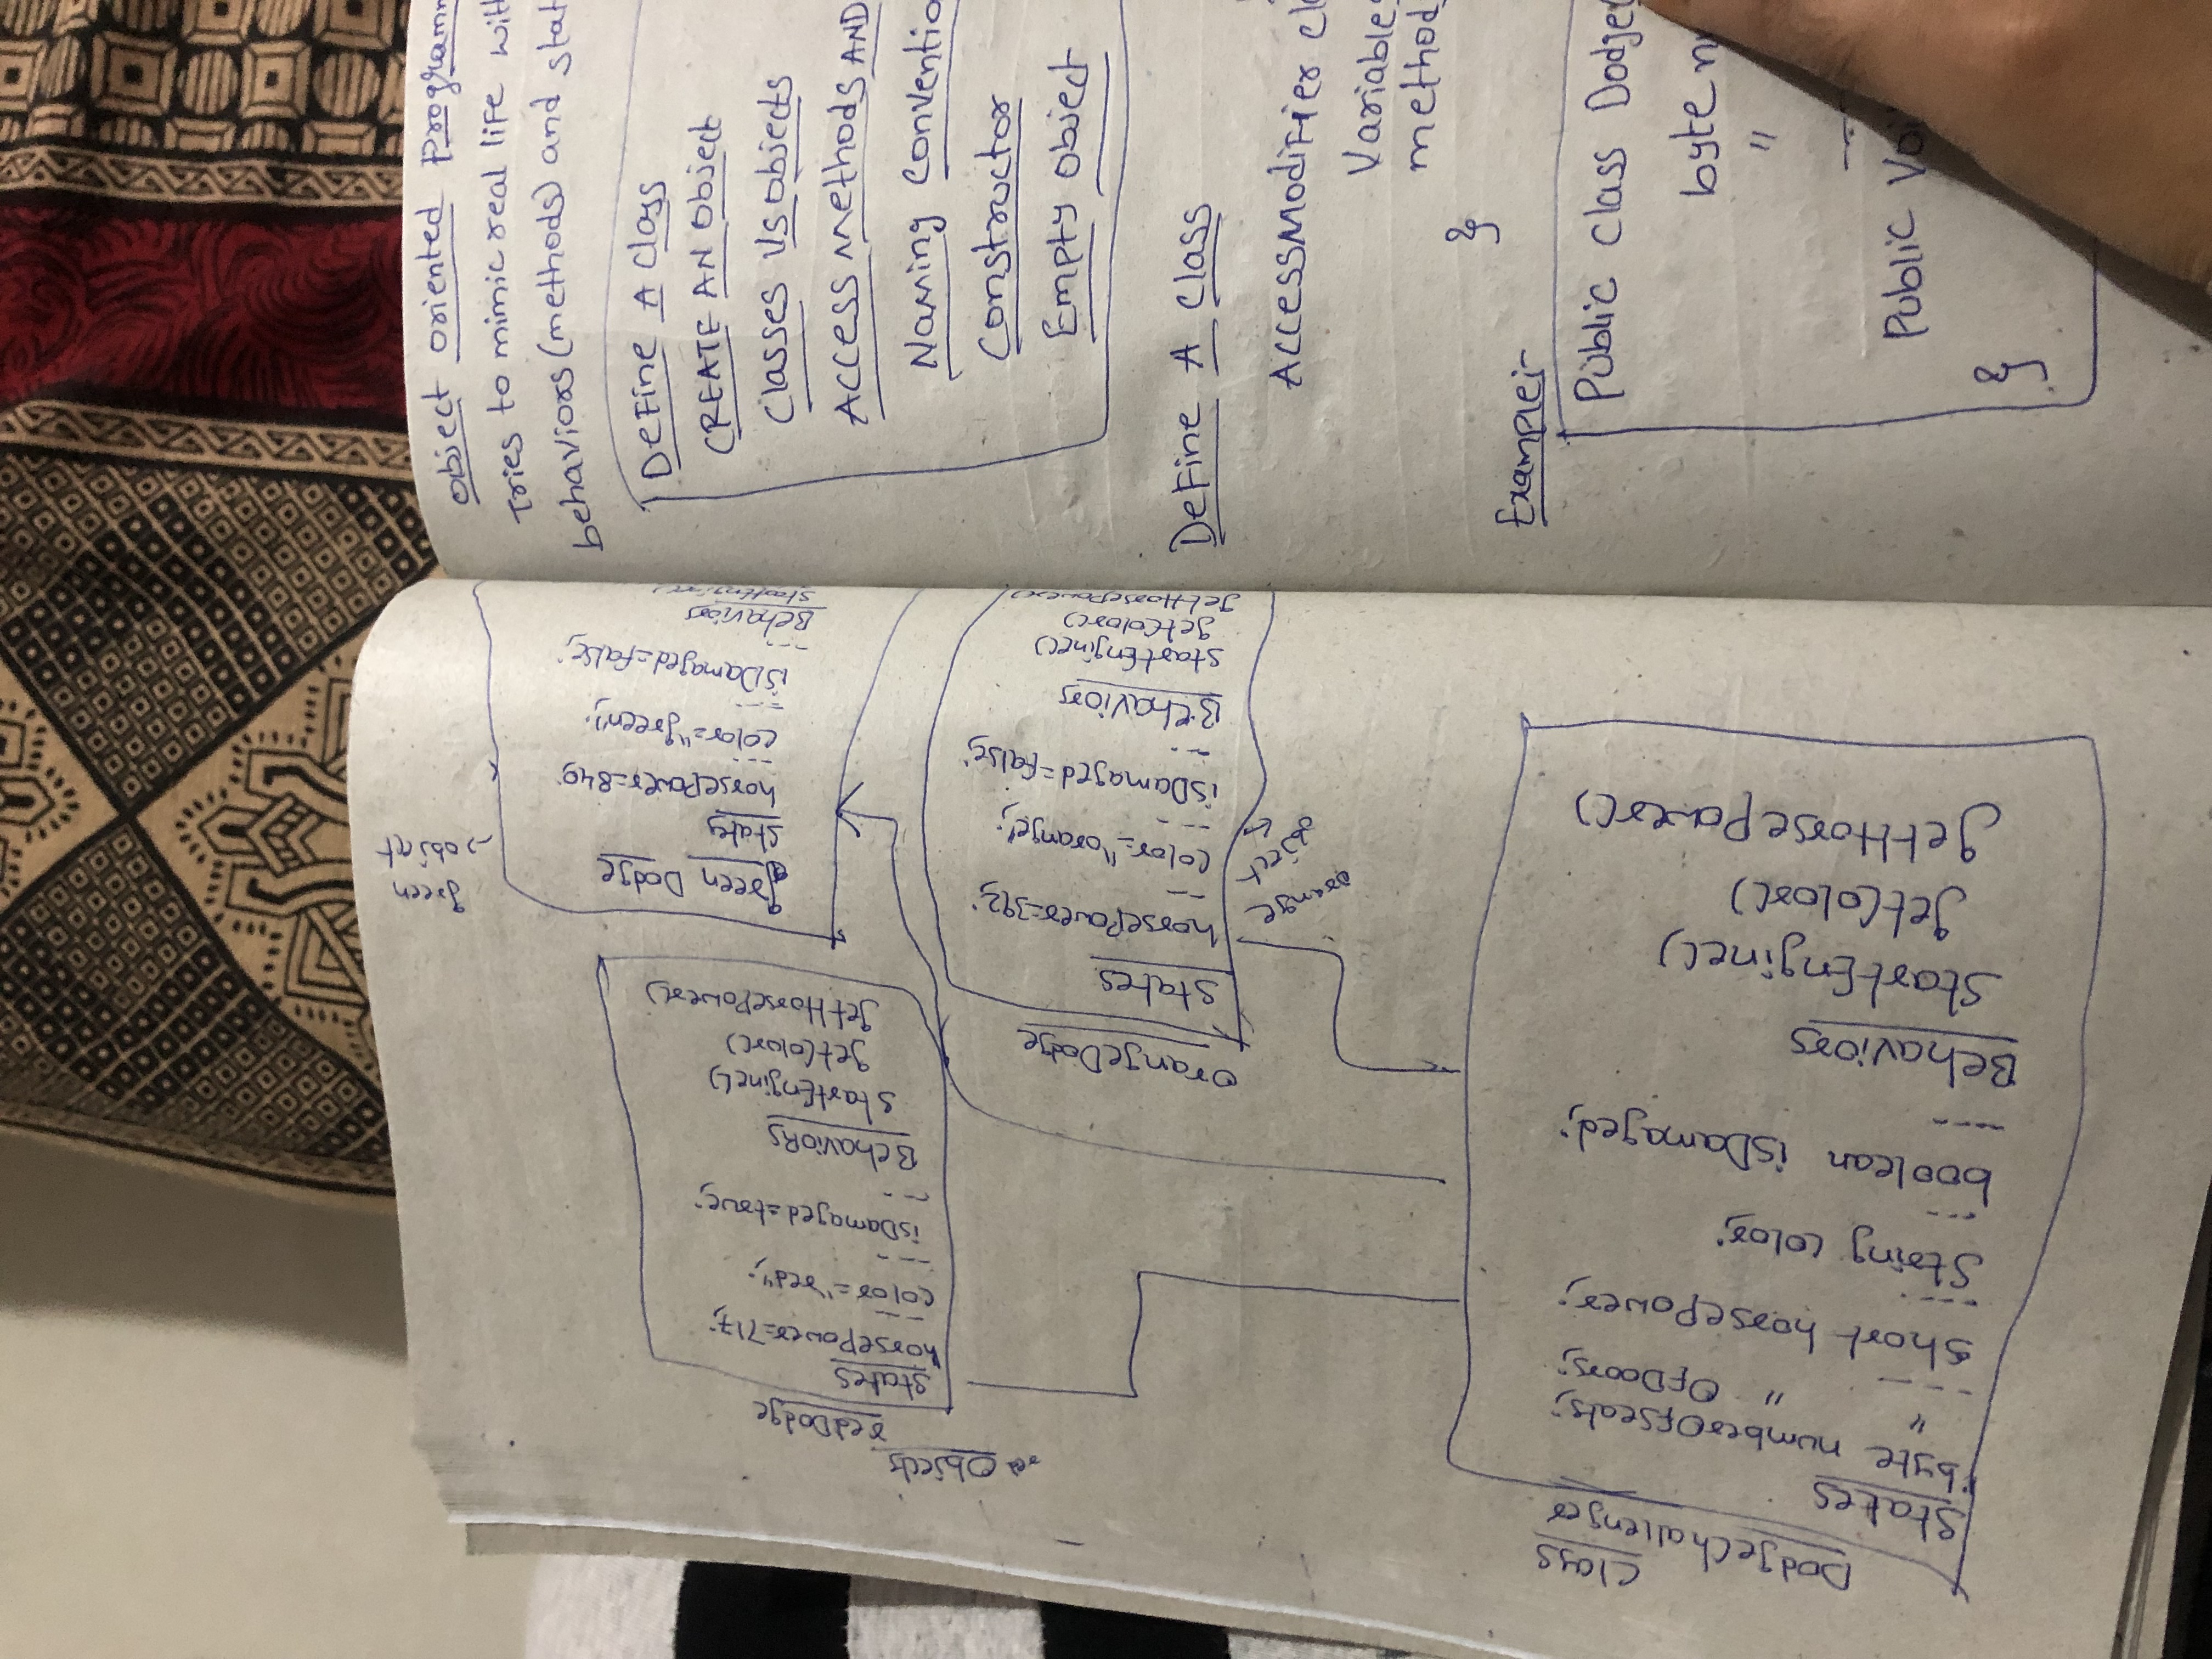 DodgeChallenger Class
States
byte numberOfSeats;
" " OfDoors;
----
short horsePower;
----
String color;
---
boolean isDamaged;
----
Behaviors
StartEngine()
getColor()
getHorsePower()
Objects
redDodge
States
horsePower=717;
---
color="red";
---
isDamaged=true;
---
BehavioRs
StartEngine()
getColor()
getHorsePower()
orangeDodge
States
horsePower=392;
---
color="orange";
---
isDamaged=false;
---
Behaviors
StartEngine()
getColor()
getHorsePower()
orange
object
green Dodge
States
horsePower=840;
---
color="green";
---
isDamaged=false;
---
Behaviors
StartEngine()
green
object
object oriented Programm
Tries to mimic real life with
behaviors (methods) and stat
DeFine A Class
CREATE AN Object
Classes Vs objects
Access Methods AND
Naming Conventio
Constructor
Empty Object
DeFine A Class
AccessModiFier cla
Variables
method
}
Example:-
Public Class Dodge
byte n
"
Public Voi
}